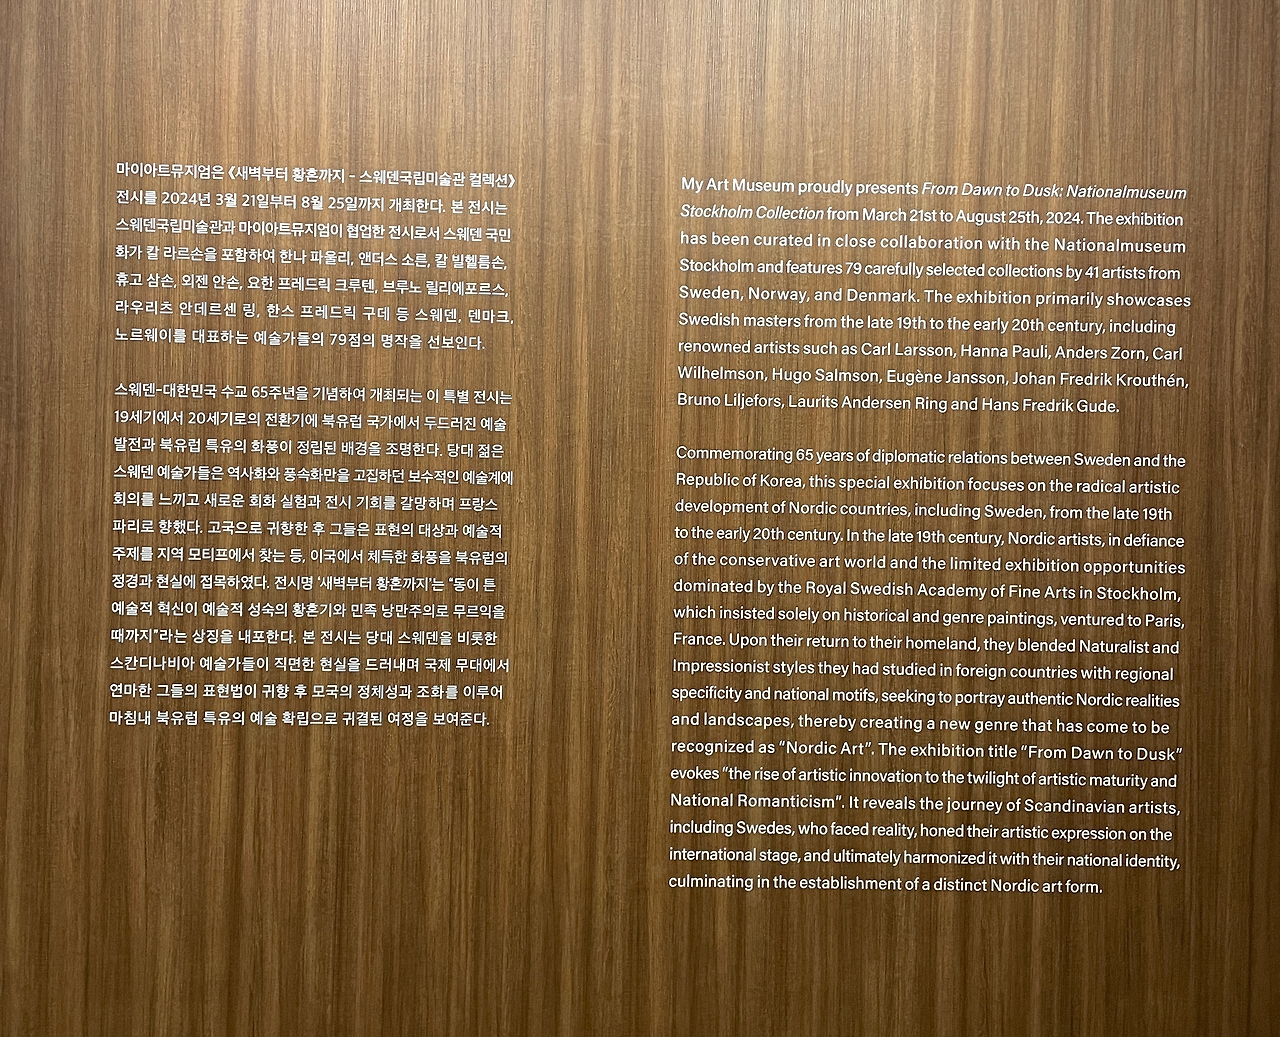 마이아트뮤지엄은 《새벽부터 황혼까지 - 스웨덴국립미술관 컬렉션》
전시를 2024년 3월 21일부터 8월 25일까지 개최한다. 본 전시는
스웨덴국립미술관과 마이아트뮤지엄이 협업한 전시로서 스웨덴 국민
화가 칼 라르손을 포함하여 한나 파울리, 앤더스 소른, 칼 빌헬름손,
휴고 삼손, 외젠 얀손, 요한 프레드릭 크루텐, 브루노 릴리에포르스,
라우리츠 안데르센 링, 한스 프레드릭 구데 등 스웨덴, 덴마크,
노르웨이를 대표하는 예술가들의 79점의 명작을 선보인다.
스웨덴-대한민국 수교 65주년을 기념하여 개최되는 이 특별 전시는
19세기에서 20세기로의 전환기에 북유럽 국가에서 두드러진 예술
발전과 북유럽 특유의 화풍이 정립된 배경을 조명한다. 당대 젊은
스웨덴 예술가들은 역사화와 풍속화만을 고집하던 보수적인 예술계에
회의를 느끼고 새로운 회화 실험과 전시 기회를 갈망하며 프랑스
파리로 향했다. 고국으로 귀향한 후 그들은 표현의 대상과 예술적
주제를 지역 모티프에서 찾는 등, 이국에서 체득한 화풍을 북유럽의
정경과 현실에 접목하였다. 전시명 '새벽부터 황혼까지'는 "동이 튼
예술적 혁신이 예술적 성숙의 황혼기와 민족 낭만주의로 무르익을
때까지"라는 상징을 내포한다. 본 전시는 당대 스웨덴을 비롯한
스칸디나비아 예술가들이 직면한 현실을 드러내며 국제 무대에서
연마한 그들의 표현법이 귀향 후 모국의 정체성과 조화를 이루어
마침내 북유럽 특유의 예술 확립으로 귀결된 여정을 보여준다.
My Art Museum proudly presents From Dawn to Dusk: Nationalmuseum
Stockholm Collection from March 21st to August 25th, 2024. The exhibition
has been curated in close collaboration with the Nationalmuseum
Stockholm and features 79 carefully selected collections by 41 artists from
Sweden, Norway, and Denmark. The exhibition primarily showcases
Swedish masters from the late 19th to the early 20th century, including
renowned artists such as Carl Larsson, Hanna Pauli, Anders Zorn, Carl
Wilhelmson, Hugo Salmson, Eugène Jansson, Johan Fredrik Krouthén,
Bruno Liljefors, Laurits Andersen Ring and Hans Fredrik Gude.
Commemorating 65 years of diplomatic relations between Sweden and the
Republic of Korea, this special exhibition focuses on the radical artistic
development of Nordic countries, including Sweden, from the late 19th
to the early 20th century. In the late 19th century, Nordic artists, in defiance
of the conservative art world and the limited exhibition opportunities
dominated by the Royal Swedish Academy of Fine Arts in Stockholm,
which insisted solely on historical and genre paintings, ventured to Paris,
France. Upon their return to their homeland, they blended Naturalist and
Impressionist styles they had studied in foreign countries with regional
specificity and national motifs, seeking to portray authentic Nordic realities
and landscapes, thereby creating a new genre that has come to be
recognized as "Nordic Art". The exhibition title "From Dawn to Dusk"
evokes "the rise of artistic innovation to the twilight of artistic maturity and
National Romanticism". It reveals the journey of Scandinavian artists,
including Swedes, who faced reality, honed their artistic expression on the
international stage, and ultimately harmonized it with their national identity,
culminating in the establishment of a distinct Nordic art form.